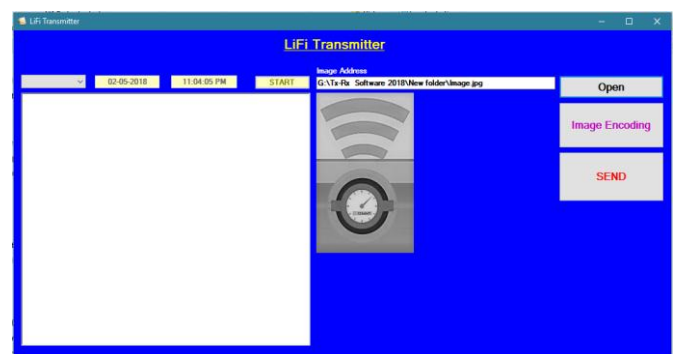 LiFi Transmitter
LiFi Transmitter
Image Address
02-05-2018
11:04:05 PM
START
G:\Tx-Rx Software 2018\New folder\Image.jpg
Open
Image Encoding
SEND